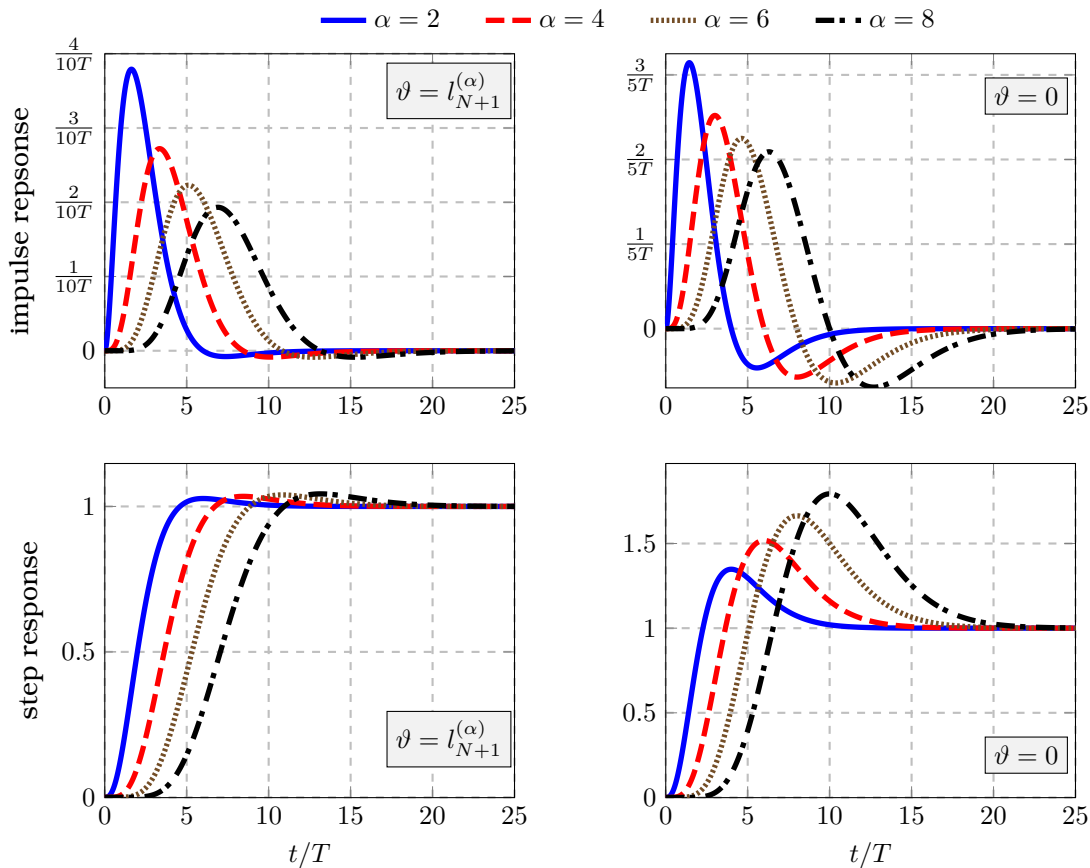 α = 2 α = 4 α = 6 α = 8
impulse repsonse
4/10T
3/10T
2/10T
1/10T
0
0 5 10 15 20 25
ϑ = l_{N+1}^{(α)}
3/5T
2/5T
1/5T
0
0 5 10 15 20 25
ϑ = 0
step response
1
0.5
0
0 5 10 15 20 25
t/T
ϑ = l_{N+1}^{(α)}
1.5
1
0.5
0
0 5 10 15 20 25
t/T
ϑ = 0